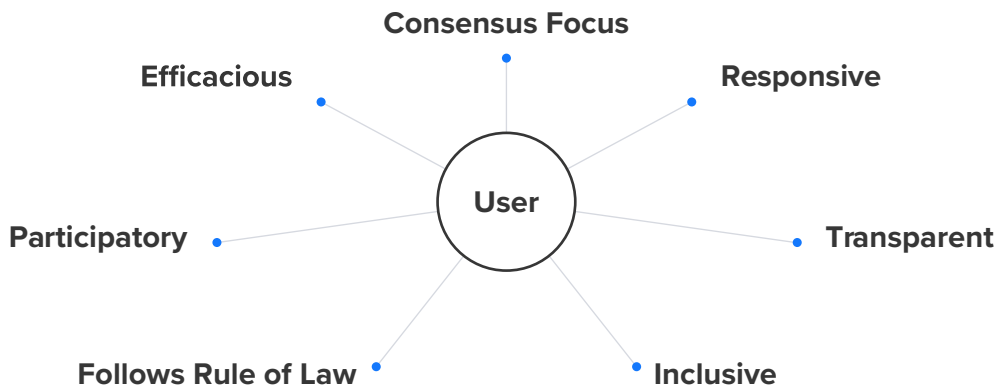 Consensus Focus
Efficacious
Responsive
User
Participatory
Transparent
Follows Rule of Law
Inclusive